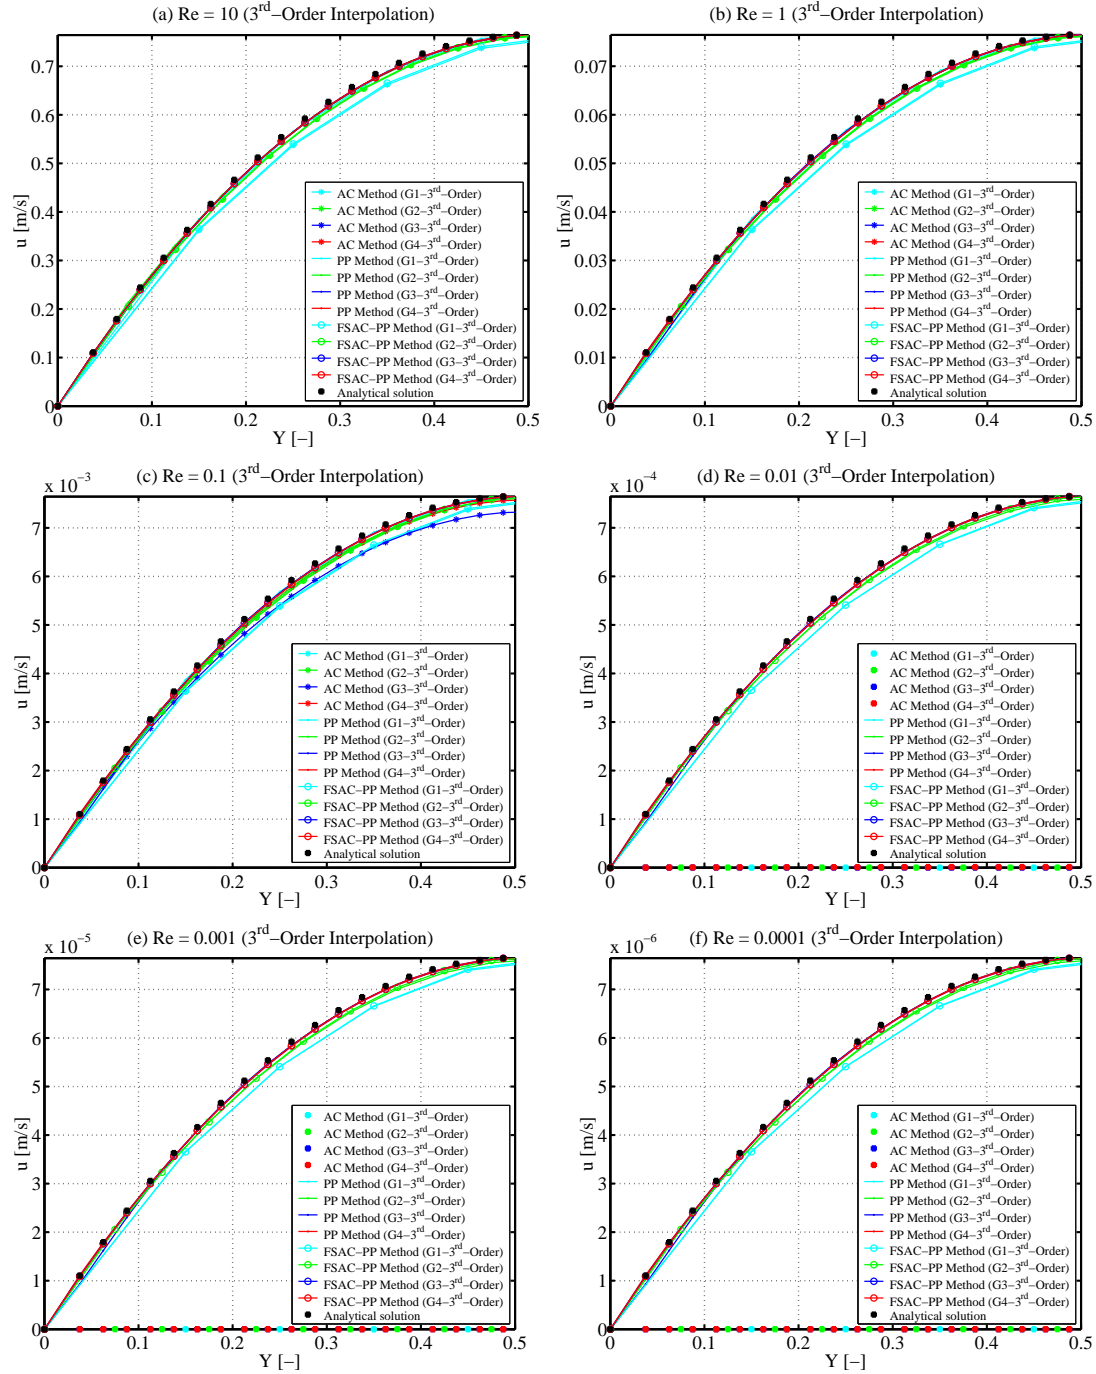 (a) Re = 10 (3rd−Order Interpolation)
0.7
0.6
0.5
0.4
0.3
0.2
0.1
0
u [m/s]
AC Method (G1−3rd−Order)
AC Method (G2−3rd−Order)
AC Method (G3−3rd−Order)
AC Method (G4−3rd−Order)
PP Method (G1−3rd−Order)
PP Method (G2−3rd−Order)
PP Method (G3−3rd−Order)
PP Method (G4−3rd−Order)
FSAC−PP Method (G1−3rd−Order)
FSAC−PP Method (G2−3rd−Order)
FSAC−PP Method (G3−3rd−Order)
FSAC−PP Method (G4−3rd−Order)
Analytical solution
0 0.1 0.2 0.3 0.4 0.5
Y [−]
(b) Re = 1 (3rd−Order Interpolation)
0.07
0.06
0.05
0.04
0.03
0.02
0.01
0
u [m/s]
AC Method (G1−3rd−Order)
AC Method (G2−3rd−Order)
AC Method (G3−3rd−Order)
AC Method (G4−3rd−Order)
PP Method (G1−3rd−Order)
PP Method (G2−3rd−Order)
PP Method (G3−3rd−Order)
PP Method (G4−3rd−Order)
FSAC−PP Method (G1−3rd−Order)
FSAC−PP Method (G2−3rd−Order)
FSAC−PP Method (G3−3rd−Order)
FSAC−PP Method (G4−3rd−Order)
Analytical solution
0 0.1 0.2 0.3 0.4 0.5
Y [−]
(c) Re = 0.1 (3rd−Order Interpolation)
x 10−3
7
6
5
4
3
2
1
0
u [m/s]
AC Method (G1−3rd−Order)
AC Method (G2−3rd−Order)
AC Method (G3−3rd−Order)
AC Method (G4−3rd−Order)
PP Method (G1−3rd−Order)
PP Method (G2−3rd−Order)
PP Method (G3−3rd−Order)
PP Method (G4−3rd−Order)
FSAC−PP Method (G1−3rd−Order)
FSAC−PP Method (G2−3rd−Order)
FSAC−PP Method (G3−3rd−Order)
FSAC−PP Method (G4−3rd−Order)
Analytical solution
0 0.1 0.2 0.3 0.4 0.5
Y [−]
(d) Re = 0.01 (3rd−Order Interpolation)
x 10−4
7
6
5
4
3
2
1
0
u [m/s]
AC Method (G1−3rd−Order)
AC Method (G2−3rd−Order)
AC Method (G3−3rd−Order)
AC Method (G4−3rd−Order)
PP Method (G1−3rd−Order)
PP Method (G2−3rd−Order)
PP Method (G3−3rd−Order)
PP Method (G4−3rd−Order)
FSAC−PP Method (G1−3rd−Order)
FSAC−PP Method (G2−3rd−Order)
FSAC−PP Method (G3−3rd−Order)
FSAC−PP Method (G4−3rd−Order)
Analytical solution
0 0.1 0.2 0.3 0.4 0.5
Y [−]
(e) Re = 0.001 (3rd−Order Interpolation)
x 10−5
7
6
5
4
3
2
1
0
u [m/s]
AC Method (G1−3rd−Order)
AC Method (G2−3rd−Order)
AC Method (G3−3rd−Order)
AC Method (G4−3rd−Order)
PP Method (G1−3rd−Order)
PP Method (G2−3rd−Order)
PP Method (G3−3rd−Order)
PP Method (G4−3rd−Order)
FSAC−PP Method (G1−3rd−Order)
FSAC−PP Method (G2−3rd−Order)
FSAC−PP Method (G3−3rd−Order)
FSAC−PP Method (G4−3rd−Order)
Analytical solution
0 0.1 0.2 0.3 0.4 0.5
Y [−]
(f) Re = 0.0001 (3rd−Order Interpolation)
x 10−6
7
6
5
4
3
2
1
0
u [m/s]
AC Method (G1−3rd−Order)
AC Method (G2−3rd−Order)
AC Method (G3−3rd−Order)
AC Method (G4−3rd−Order)
PP Method (G1−3rd−Order)
PP Method (G2−3rd−Order)
PP Method (G3−3rd−Order)
PP Method (G4−3rd−Order)
FSAC−PP Method (G1−3rd−Order)
FSAC−PP Method (G2−3rd−Order)
FSAC−PP Method (G3−3rd−Order)
FSAC−PP Method (G4−3rd−Order)
Analytical solution
0 0.1 0.2 0.3 0.4 0.5
Y [−]